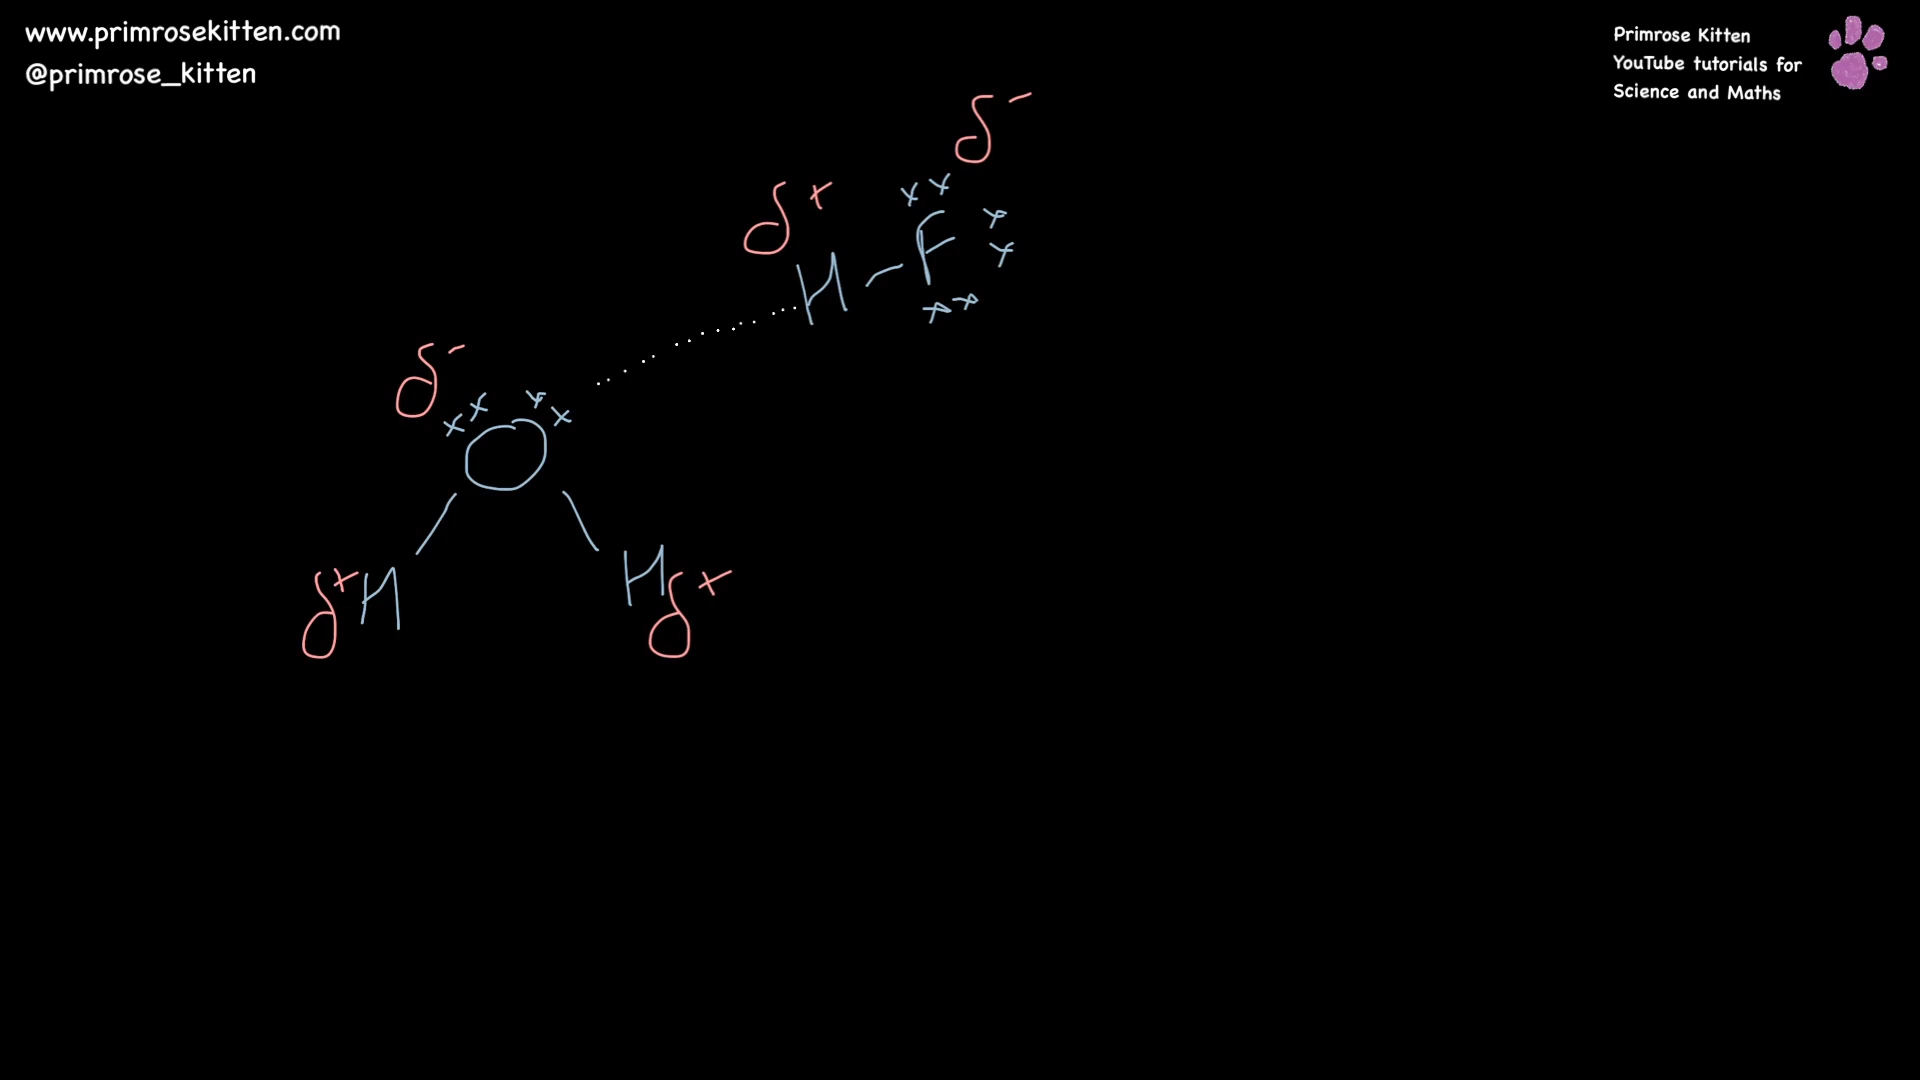 www.primrosekitten.com
@primrose_kitten
Primrose Kitten
YouTube tutorials for
Science and Maths
δ-
δ+
H-F
δ-
O
δ+H
Hδ+